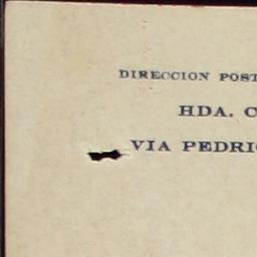 DIRECCION POST
HDA. C
VIA PEDRI